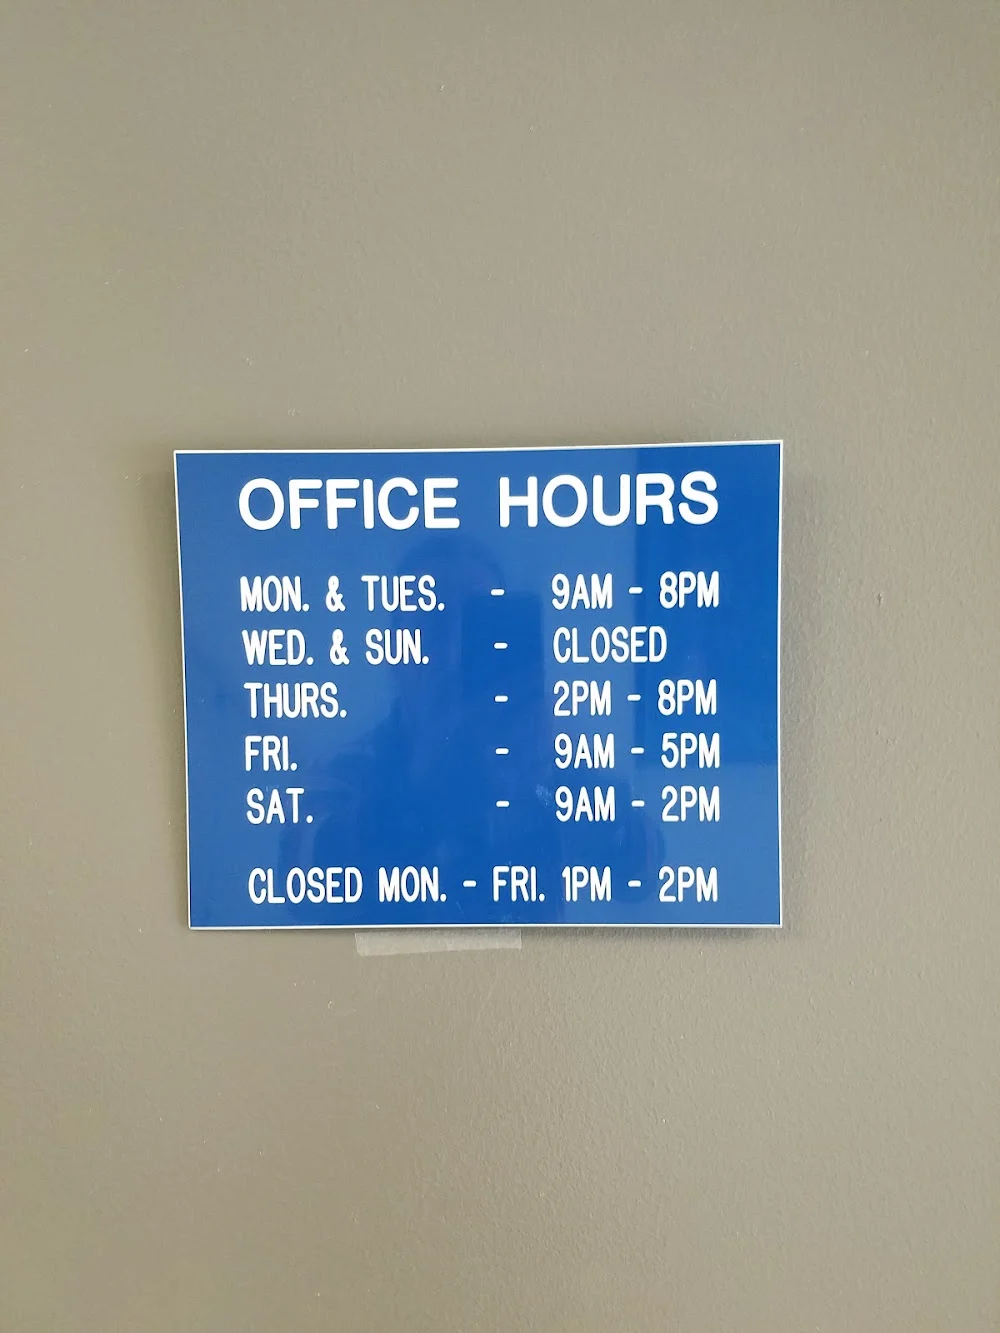 OFFICE HOURS
MON. & TUES. - 9AM - 8PM
WED. & SUN. - CLOSED
THURS. - 2PM - 8PM
FRI. - 9AM - 5PM
SAT. - 9AM - 2PM
CLOSED MON. - FRI. 1PM - 2PM